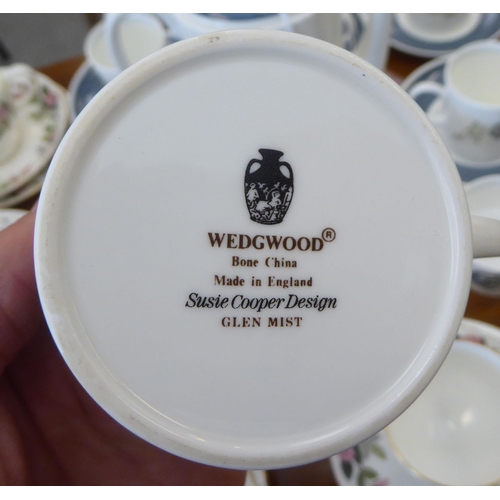 WEDGWOOD®
Bone China
Made in England
Susie Cooper Design
GLEN MIST